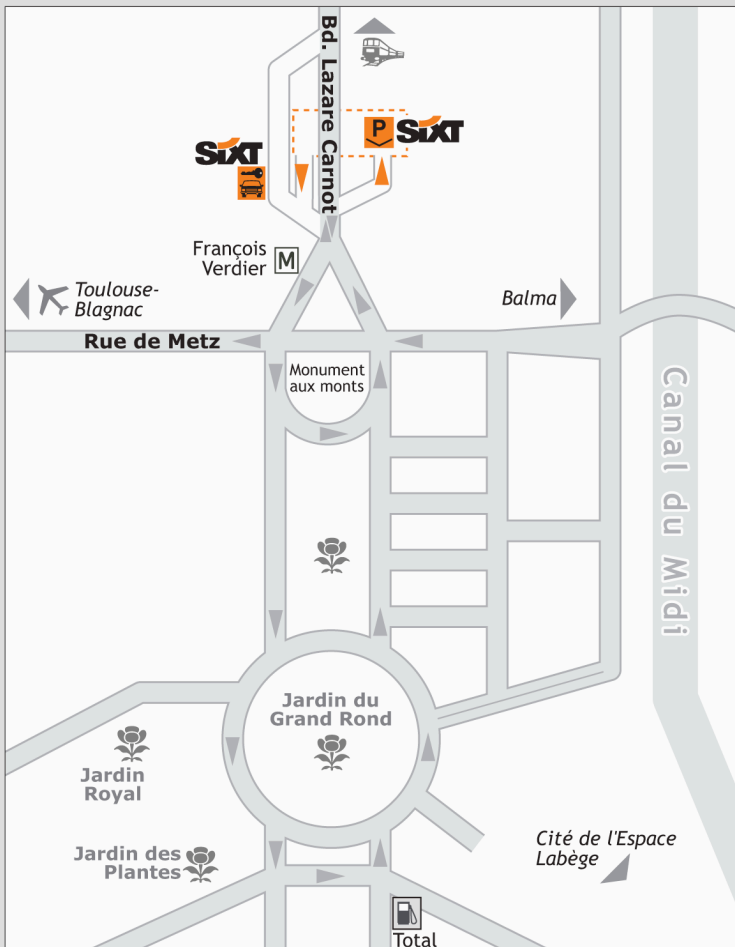 Bd. Lazare Carnot
P SiXT
SiXT
François
Verdier M
Toulouse-
Blagnac
Balma
Rue de Metz
Monument
aux monts
Canal du Midi
Jardin du
Grand Rond
Jardin
Royal
Cité de l'Espace
Labège
Jardin des
Plantes
Total